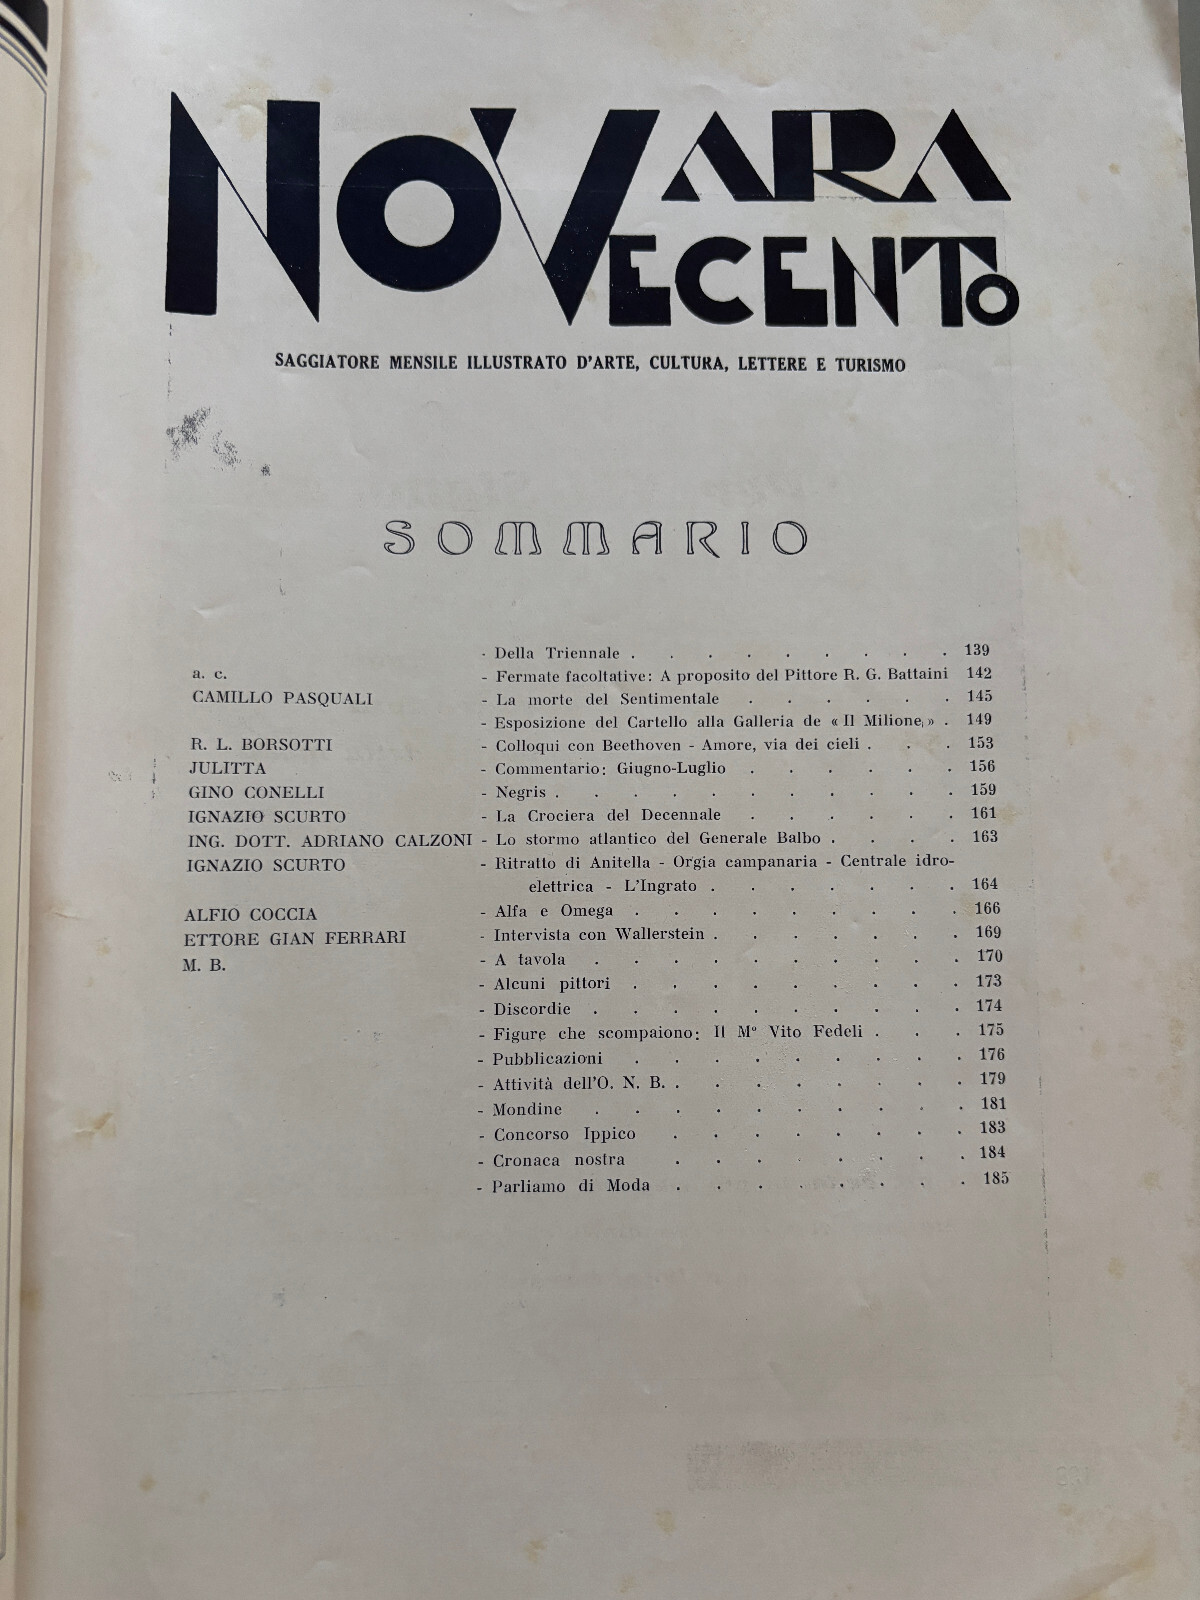 NOVARA
NOVECENTO
SAGGIATORE MENSILE ILLUSTRATO D'ARTE, CULTURA, LETTERE E TURISMO
SOMMARIO
- Della Triennale . . . . . . . . . 139
a. c. - Fermate facoltative: A proposito del Pittore R. G. Battaini 142
CAMILLO PASQUALI - La morte del Sentimentale . . . . . . 145
- Esposizione del Cartello alla Galleria de « Il Milione, » . 149
R. L. BORSOTTI - Colloqui con Beethoven - Amore, via dei cieli . . . 153
JULITTA - Commentario: Giugno-Luglio . . . . . . 156
GINO CONELLI - Negris . . . . . . . . . . . 159
IGNAZIO SCURTO - La Crociera del Decennale . . . . . . 161
ING. DOTT. ADRIANO CALZONI - Lo stormo atlantico del Generale Balbo . . . . 163
IGNAZIO SCURTO - Ritratto di Anitella - Orgia campanaria - Centrale idro-
elettrica - L'Ingrato . . . . . . . 164
ALFIO COCCIA - Alfa e Omega . . . . . . . . . 166
ETTORE GIAN FERRARI - Intervista con Wallerstein . . . . . . . 169
M. B. - A tavola . . . . . . . . . . 170
- Alcuni pittori . . . . . . . . . 173
- Discordie . . . . . . . . . . 174
- Figure che scompaiono: Il Mº Vito Fedeli . . . 175
- Pubblicazioni . . . . . . . . . 176
- Attività dell'O. N. B. . . . . . . . . 179
- Mondine . . . . . . . . . . 181
- Concorso Ippico . . . . . . . . 183
- Cronaca nostra . . . . . . . . 184
- Parliamo di Moda . . . . . . . . 185